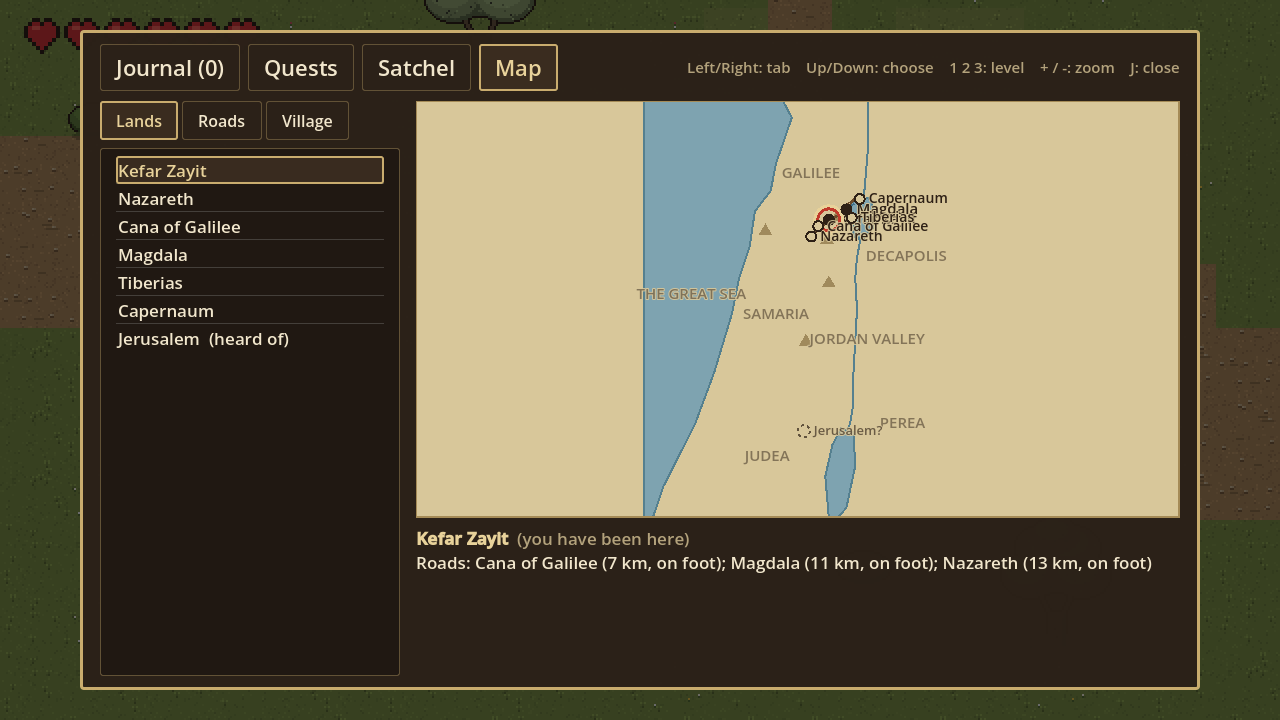 Journal (0) Quests Satchel Map Left/Right: tab Up/Down: choose 1 2 3: level + / -: zoom J: close
Lands Roads Village
Kefar Zayit
Nazareth
Cana of Galilee
Magdala
Tiberias
Capernaum
Jerusalem (heard of)
GALILEE
Capernaum
Magdala
Tiberias
Cana of Galilee
Nazareth
DECAPOLIS
THE GREAT SEA
SAMARIA
JORDAN VALLEY
PEREA
Jerusalem?
JUDEA
Kefar Zayit (you have been here)
Roads: Cana of Galilee (7 km, on foot); Magdala (11 km, on foot); Nazareth (13 km, on foot)